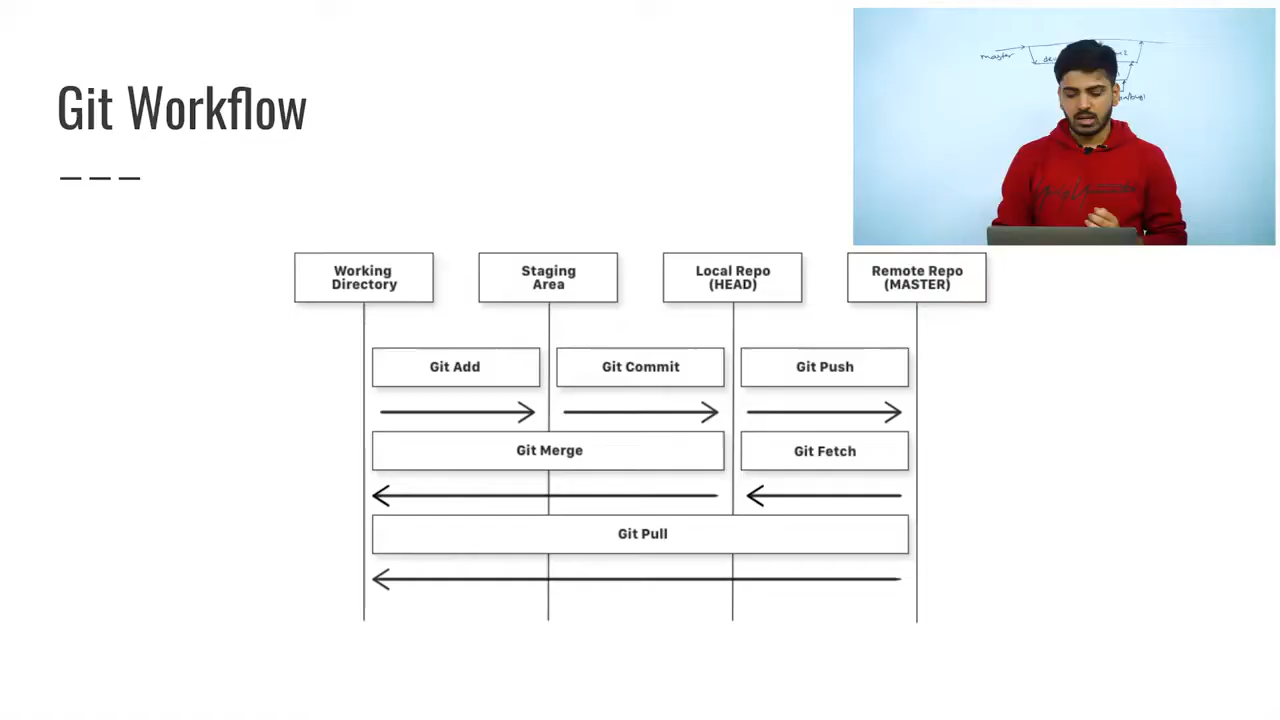 Git Workflow
master
Working
Directory
Staging
Area
Local Repo
(HEAD)
Remote Repo
(MASTER)
Git Add
Git Commit
Git Push
Git Merge
Git Fetch
Git Pull